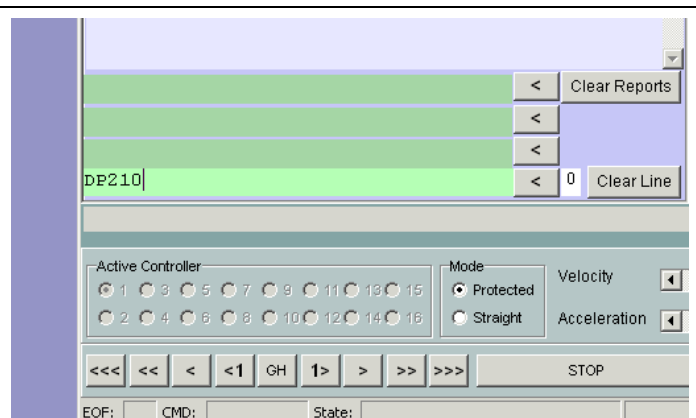 < Clear Reports
<
<
DP210 < 0 Clear Line
Active Controller Mode
1 3 5 7 9 11 13 15 Protected Velocity
2 4 6 8 10 12 14 16 Straight Acceleration
<<< << < <1 GH 1> > >> >>> STOP
EOF: CMD: State: